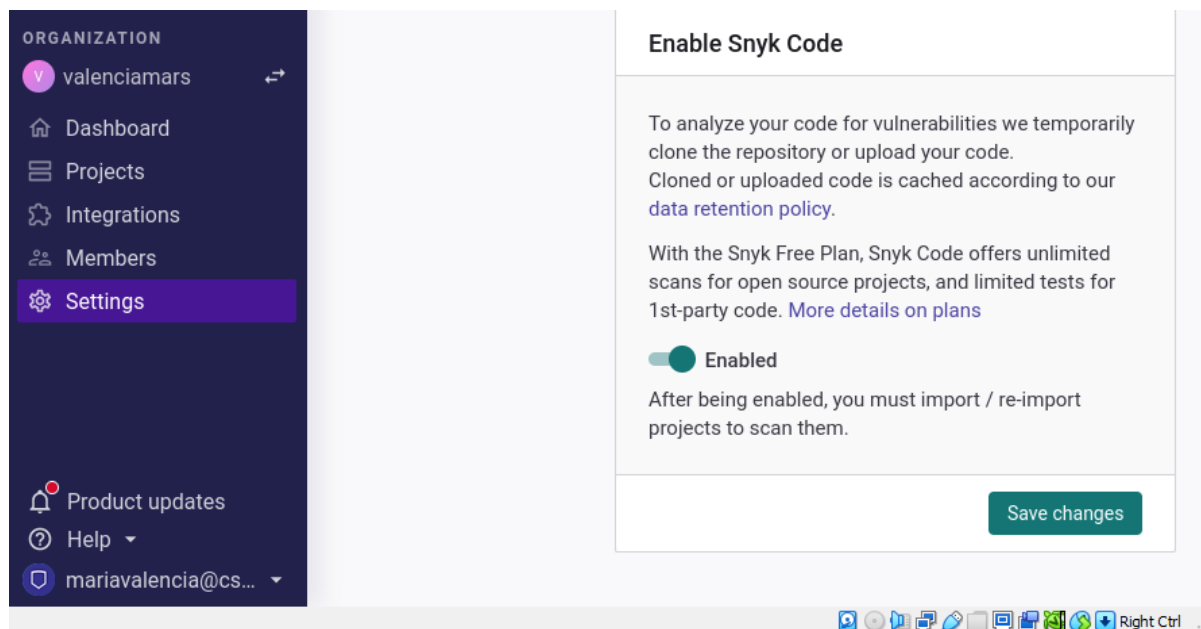 ORGANIZATION
V valenciamars
Dashboard
Projects
Integrations
Members
Settings
Product updates
Help
mariavalencia@cs...
Enable Snyk Code
To analyze your code for vulnerabilities we temporarily
clone the repository or upload your code.
Cloned or uploaded code is cached according to our
data retention policy.
With the Snyk Free Plan, Snyk Code offers unlimited
scans for open source projects, and limited tests for
1st-party code. More details on plans
Enabled
After being enabled, you must import / re-import
projects to scan them.
Save changes
Right Ctrl